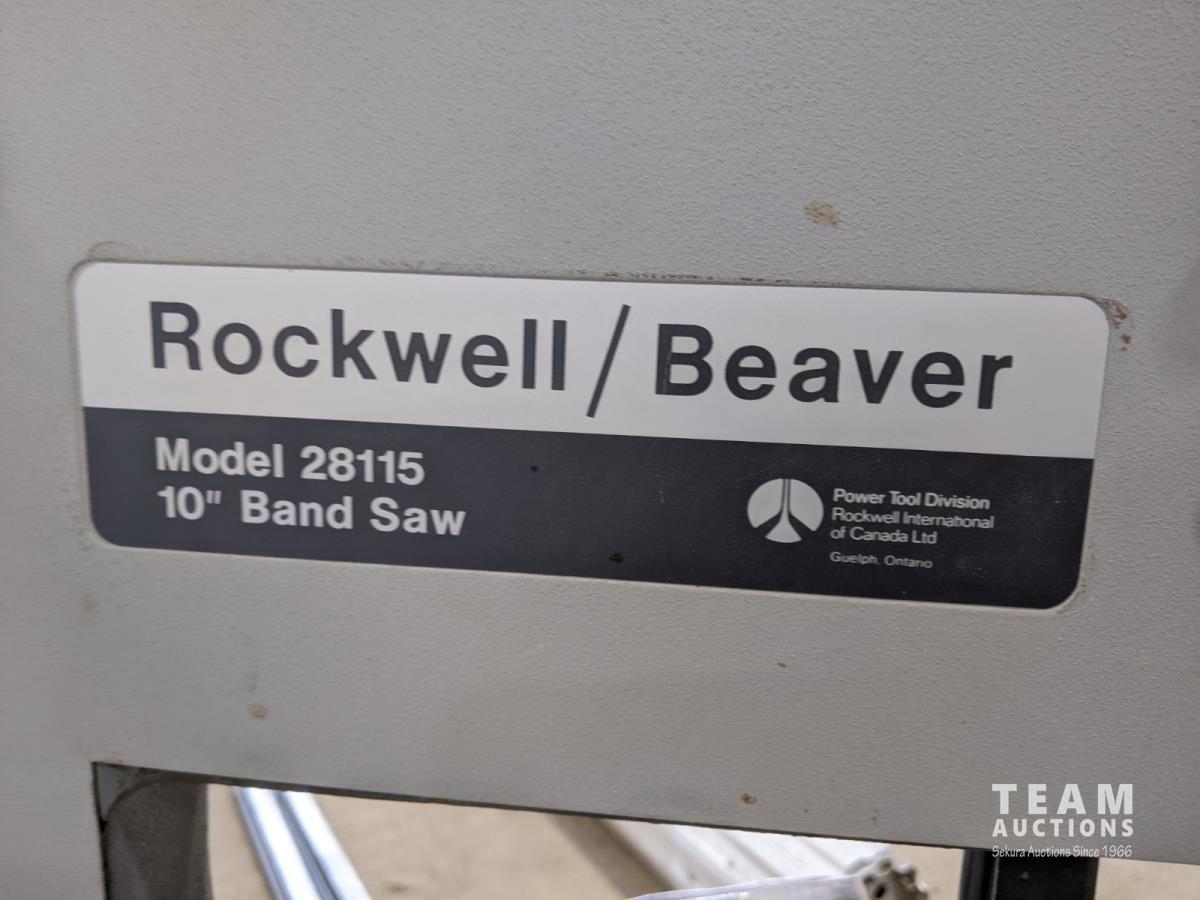 Rockwell/Beaver
Model 28115
10" Band Saw
Power Tool Division
Rockwell International
of Canada Ltd
Guelph, Ontario
TEAM
AUCTIONS
Sekura Auctions Since 1966